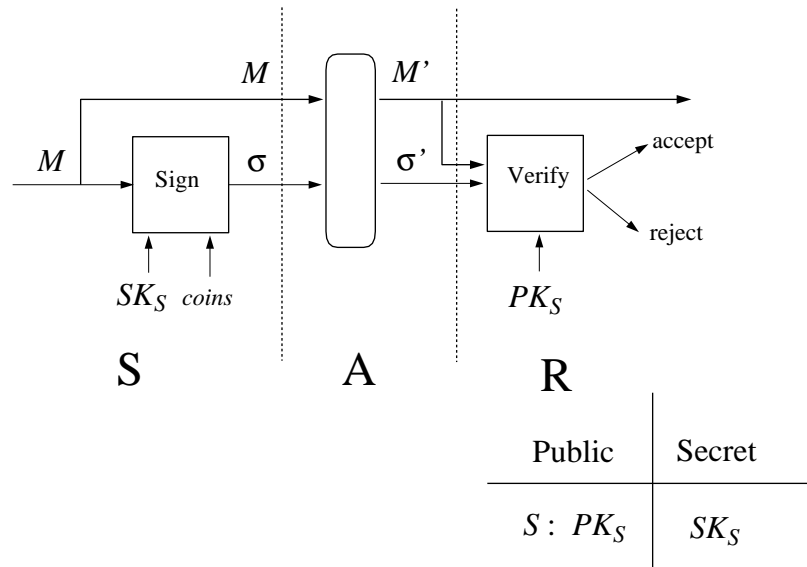 M M’
M Sign σ σ’ Verify accept
reject
SK_S coins PK_S
S A R
Public Secret
S : PK_S SK_S